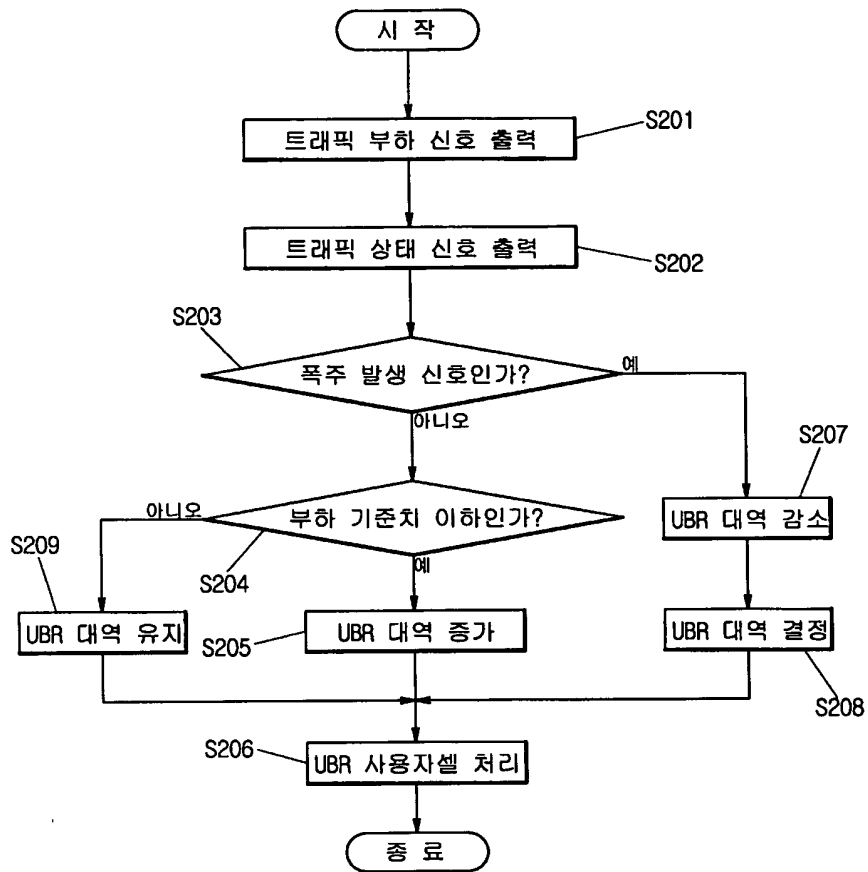 시 작
트래픽 부하 신호 출력
S201
트래픽 상태 신호 출력
S202
S203
폭주 발생 신호인가?
예
아니오
S207
UBR 대역 감소
아니오
부하 기준치 이하인가?
S204
예
S209
UBR 대역 유지
S205
UBR 대역 증가
UBR 대역 결정
S208
S206
UBR 사용자셀 처리
종 료